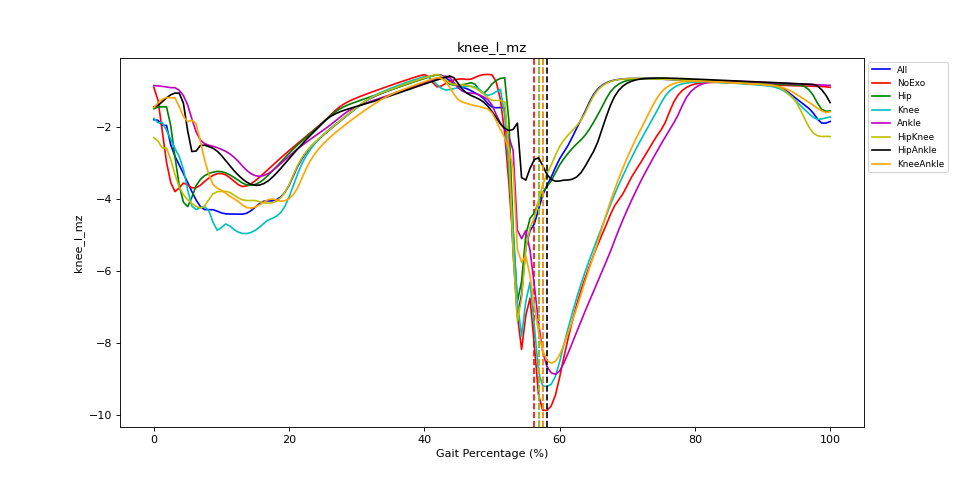 knee_l_mz
All
NoExo
Hip
Knee
Ankle
HipKnee
HipAnkle
KneeAnkle
knee_l_mz
−2
−4
−6
−8
−10
0
20
40
60
80
100
Gait Percentage (%)